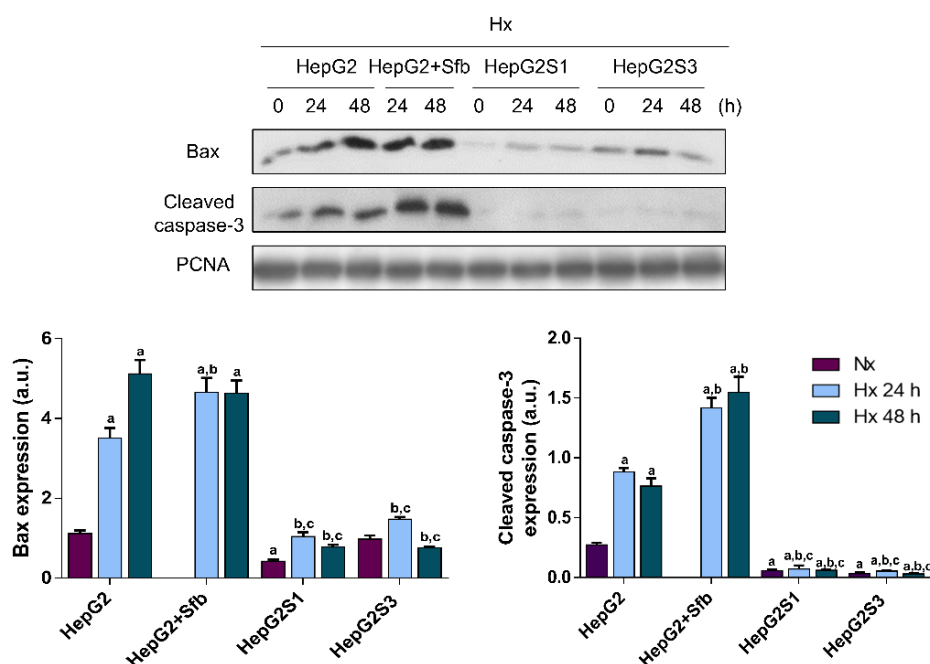 Hx
HepG2 HepG2+Sfb HepG2S1 HepG2S3
0 24 48 24 48 0 24 48 0 24 48 (h)
Bax
Cleaved
caspase-3
PCNA
Bax expression (a.u.)
6
4
2
0
a
a
a,b
a
a
b,c
b,c
b,c
b,c
HepG2
HepG2+Sfb
HepG2S1
HepG2S3
Cleaved caspase-3
expression (a.u.)
2.0
1.5
1.0
0.5
0.0
a
a
a,b
a,b
a
a,b,c
a,b,c
a
a,b,c
a,b,c
HepG2
HepG2+Sfb
HepG2S1
HepG2S3
Nx
Hx 24 h
Hx 48 h